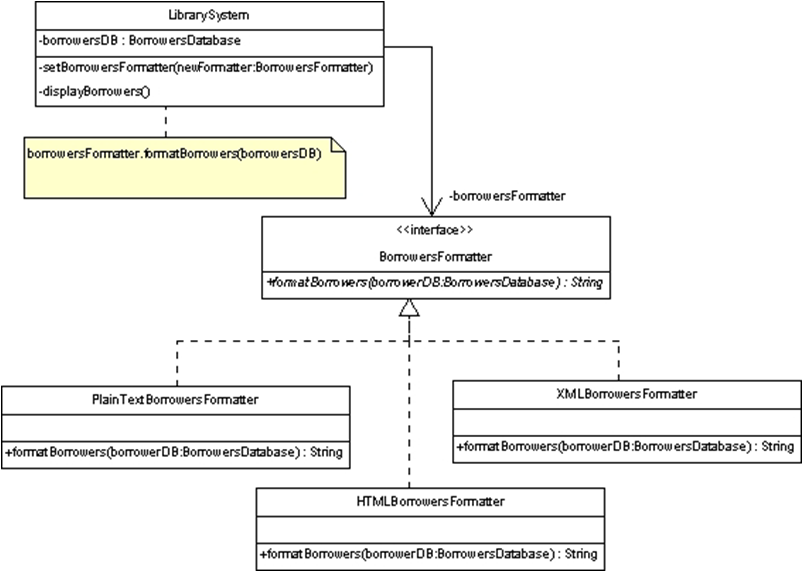 LibrarySystem
-borrowersDB : BorrowersDatabase
-setBorrowersFormatter(newFormatter:BorrowersFormatter)
-displayBorrowers()
borrowersFormatter.formatBorrowers(borrowersDB)
-borrowersFormatter
<<interface>>
BorrowersFormatter
+formatBorrowers(borrowerDB:BorrowersDatabase) : String
PlainTextBorrowersFormatter
+formatBorrowers(borrowerDB:BorrowersDatabase) : String
XMLBorrowersFormatter
+formatBorrowers(borrowerDB:BorrowersDatabase) : String
HTMLBorrowersFormatter
+formatBorrowers(borrowerDB:BorrowersDatabase) : String